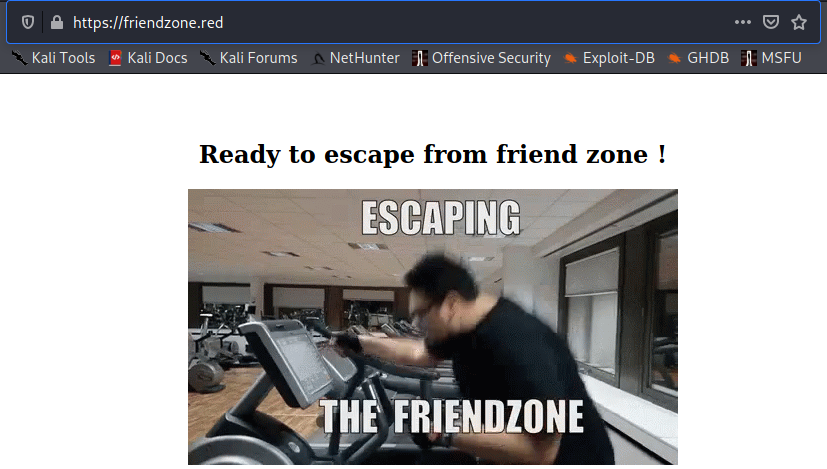 https://friendzone.red
Kali Tools Kali Docs Kali Forums NetHunter Offensive Security Exploit-DB GHDB MSFU
Ready to escape from friend zone !
ESCAPING
THE FRIENDZONE